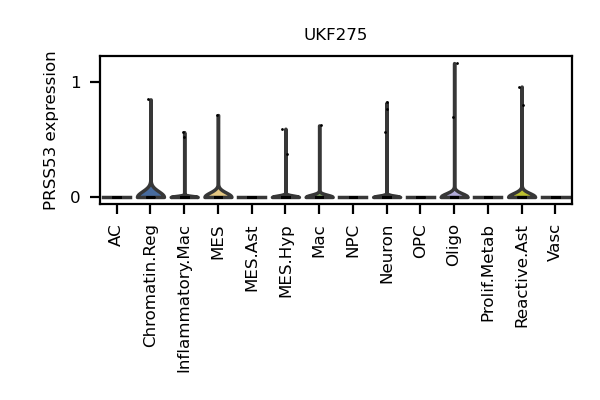 UKF275
PRSS53 expression
1
0
AC
Chromatin.Reg
Inflammatory.Mac
MES
MES.Ast
MES.Hyp
Mac
NPC
Neuron
OPC
Oligo
Prolif.Metab
Reactive.Ast
Vasc